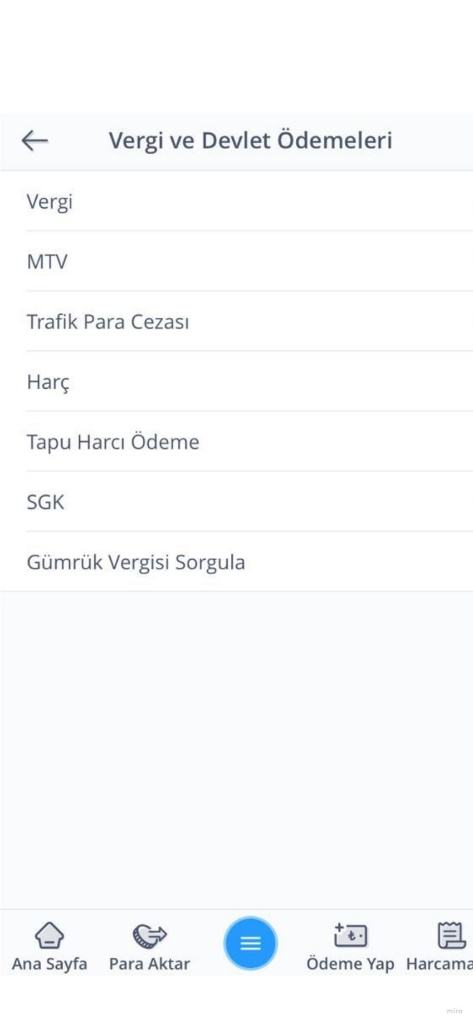 Vergi ve Devlet Ödemeleri
Vergi
MTV
Trafik Para Cezası
Harç
Tapu Harcı Ödeme
SGK
Gümrük Vergisi Sorgula
Ana Sayfa Para Aktar Ödeme Yap Harcama
miro